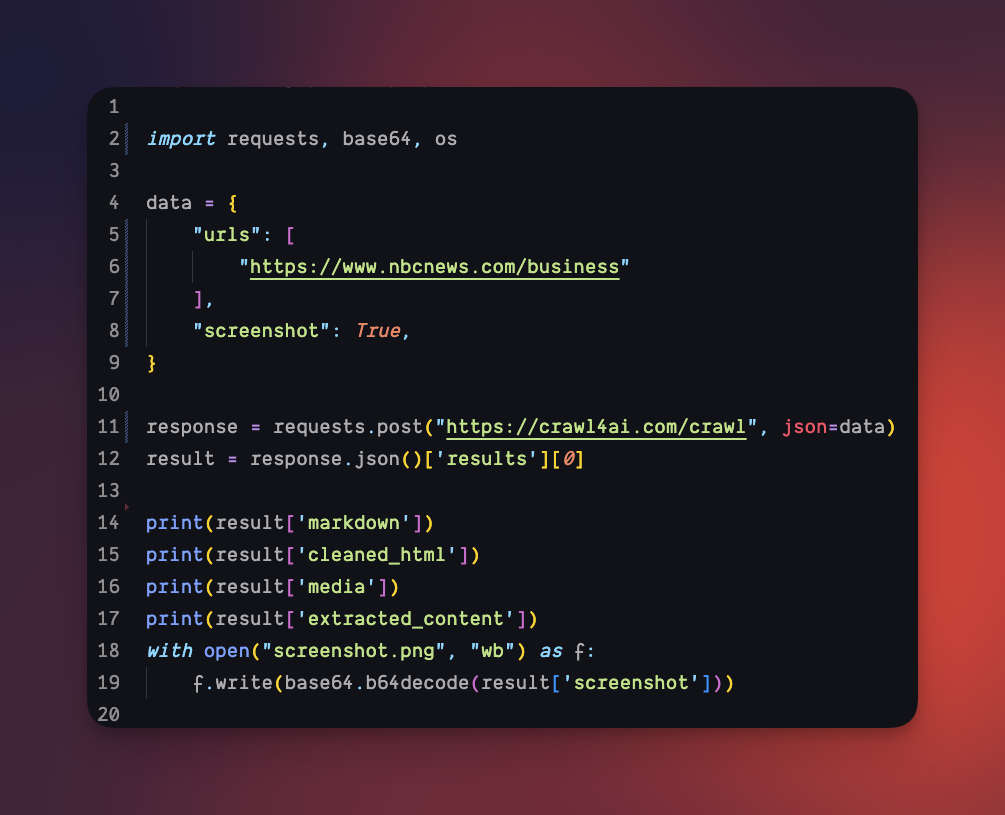 1
2 import requests, base64, os
3
4 data = {
5     "urls": [
6         "https://www.nbcnews.com/business"
7     ],
8     "screenshot": True,
9 }
10
11 response = requests.post("https://crawl4ai.com/crawl", json=data)
12 result = response.json()['results'][0]
13
14 print(result['markdown'])
15 print(result['cleaned_html'])
16 print(result['media'])
17 print(result['extracted_content'])
18 with open("screenshot.png", "wb") as f:
19     f.write(base64.b64decode(result['screenshot']))
20